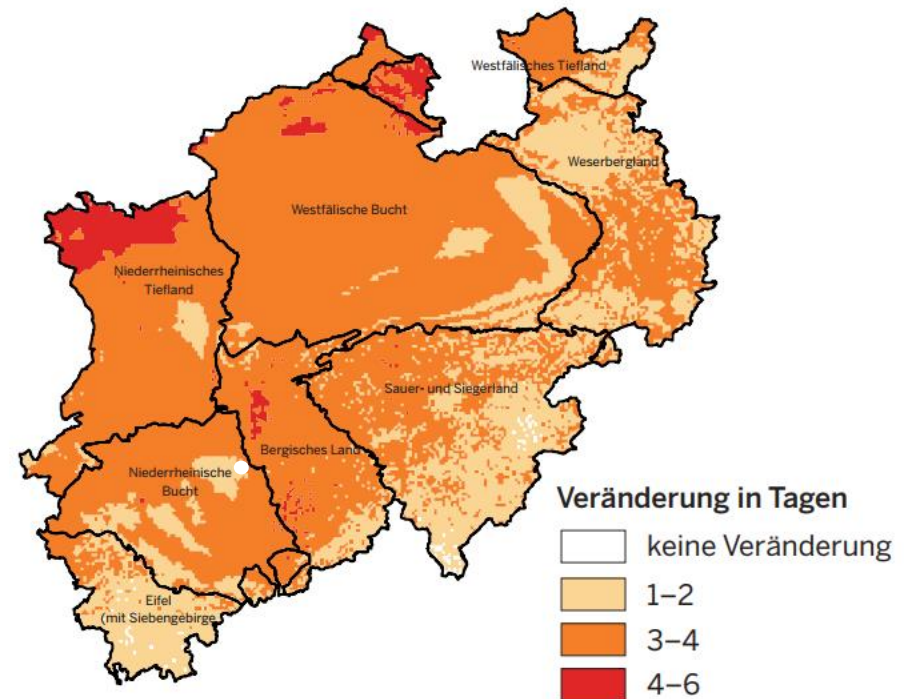 Westfälisches Tiefland
Weserbergland
Westfälische Bucht
Niederrheinisches
Tiefland
Sauer- und Siegerland
Bergisches Land
Niederrheinische
Bucht
Eifel
(mit Siebengebirge
Veränderung in Tagen
keine Veränderung
1–2
3–4
4–6